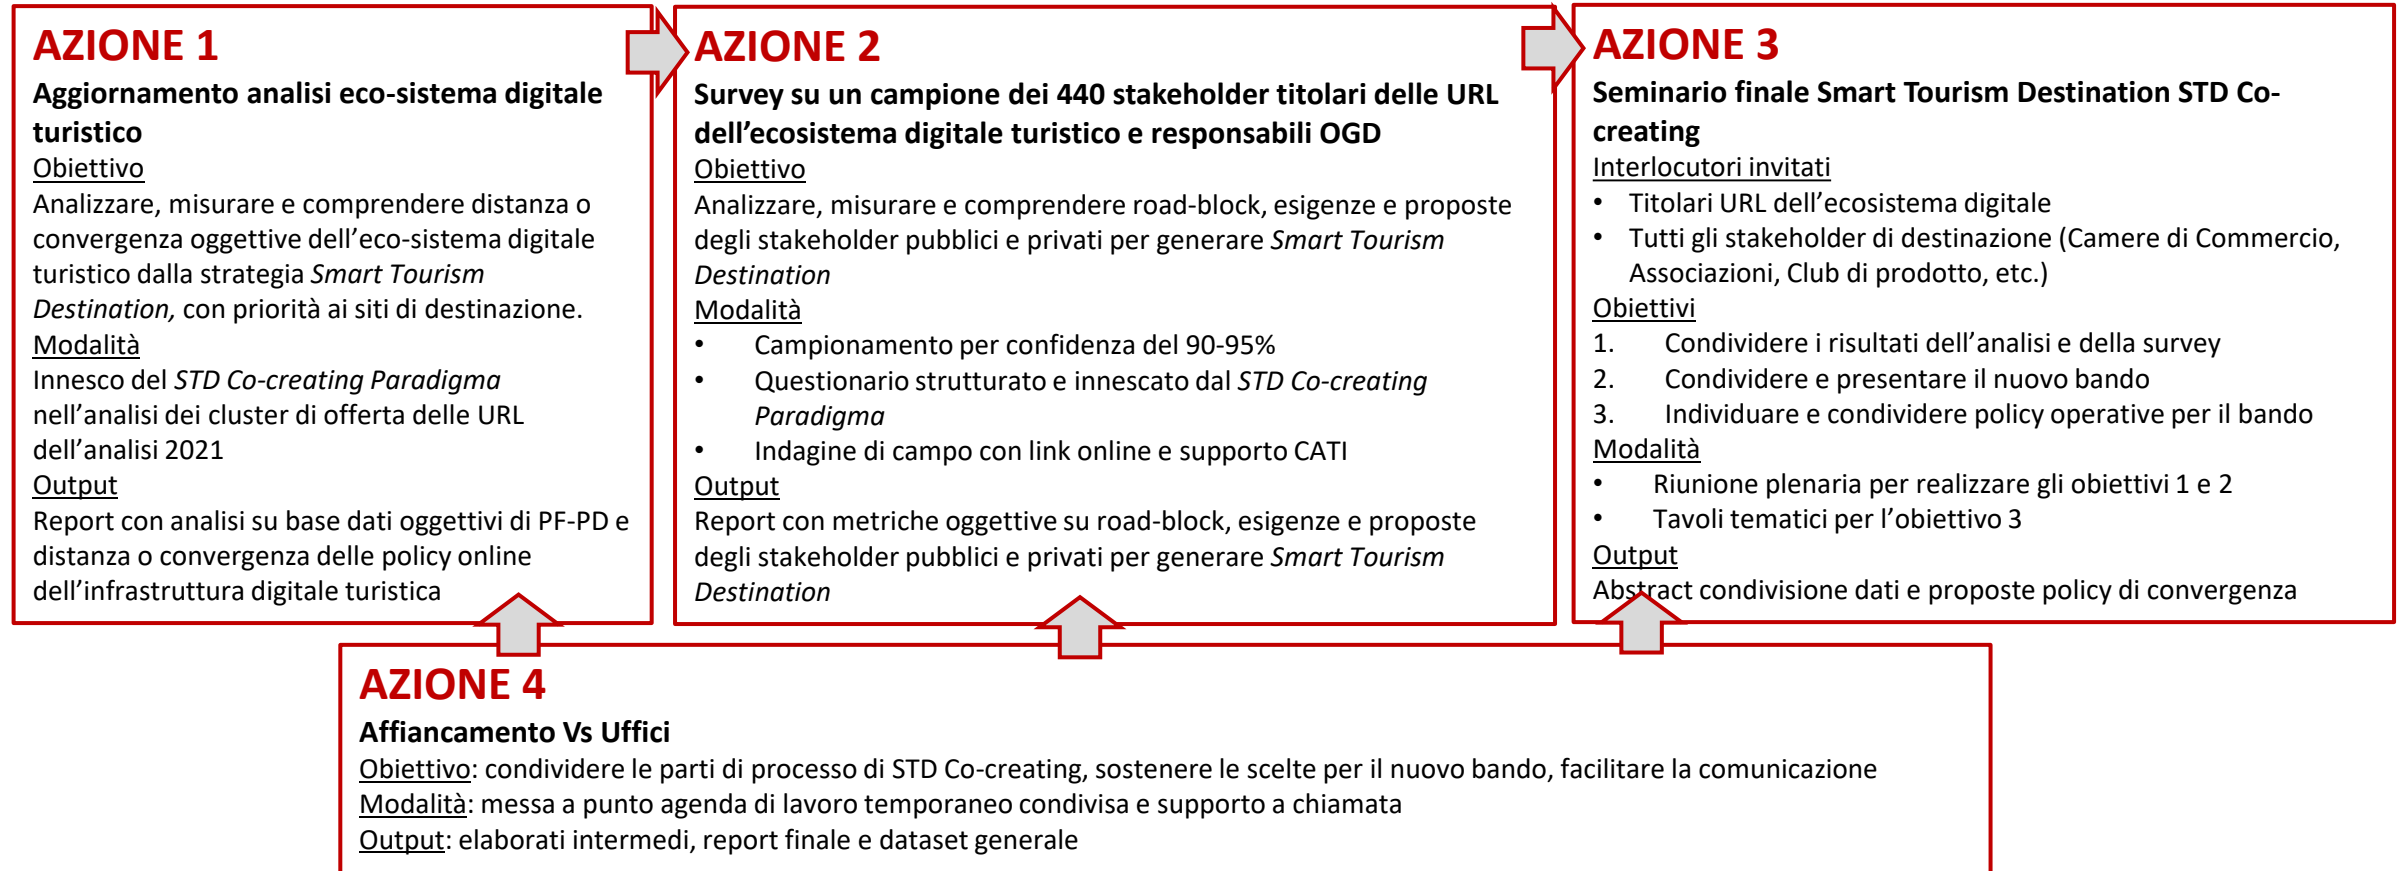 AZIONE 1
Aggiornamento analisi eco-sistema digitale
turistico
Obiettivo
Analizzare, misurare e comprendere distanza o
convergenza oggettive dell’eco-sistema digitale
turistico dalla strategia Smart Tourism
Destination, con priorità ai siti di destinazione.
Modalità
Innesco del STD Co-creating Paradigma
nell’analisi dei cluster di offerta delle URL
dell’analisi 2021
Output
Report con analisi su base dati oggettivi di PF-PD e
distanza o convergenza delle policy online
dell’infrastruttura digitale turistica
AZIONE 2
Survey su un campione dei 440 stakeholder titolari delle URL
dell’ecosistema digitale turistico e responsabili OGD
Obiettivo
Analizzare, misurare e comprendere road-block, esigenze e proposte
degli stakeholder pubblici e privati per generare Smart Tourism
Destination
Modalità
• Campionamento per confidenza del 90-95%
• Questionario strutturato e innescato dal STD Co-creating
Paradigma
• Indagine di campo con link online e supporto CATI
Output
Report con metriche oggettive su road-block, esigenze e proposte
degli stakeholder pubblici e privati per generare Smart Tourism
Destination
AZIONE 3
Seminario finale Smart Tourism Destination STD Co-
creating
Interlocutori invitati
• Titolari URL dell’ecosistema digitale
• Tutti gli stakeholder di destinazione (Camere di Commercio,
Associazioni, Club di prodotto, etc.)
Obiettivi
1. Condividere i risultati dell’analisi e della survey
2. Condividere e presentare il nuovo bando
3. Individuare e condividere policy operative per il bando
Modalità
• Riunione plenaria per realizzare gli obiettivi 1 e 2
• Tavoli tematici per l’obiettivo 3
Output
Abstract condivisione dati e proposte policy di convergenza
AZIONE 4
Affiancamento Vs Uffici
Obiettivo: condividere le parti di processo di STD Co-creating, sostenere le scelte per il nuovo bando, facilitare la comunicazione
Modalità: messa a punto agenda di lavoro temporaneo condivisa e supporto a chiamata
Output: elaborati intermedi, report finale e dataset generale